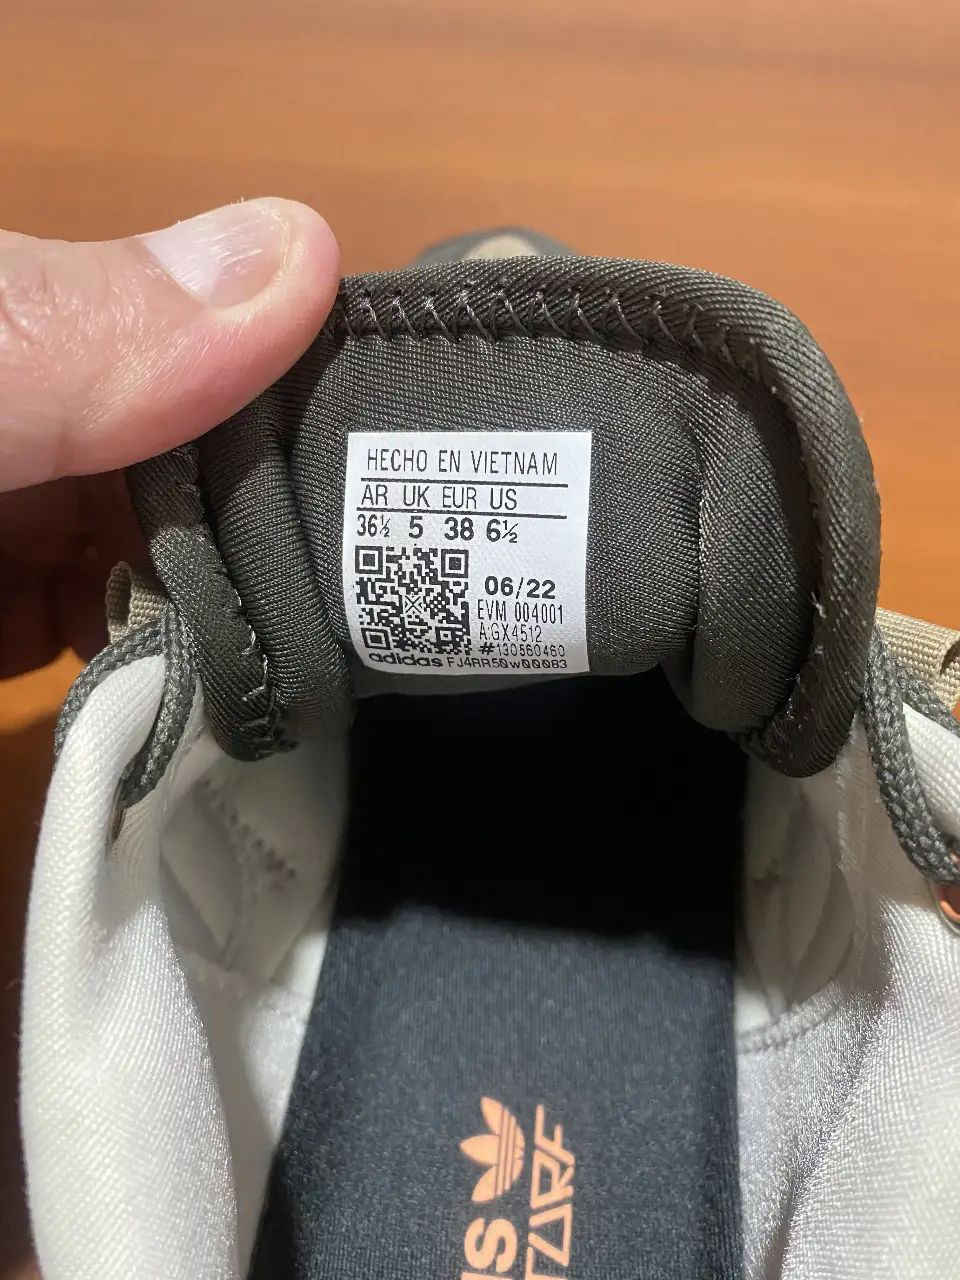 HECHO EN VIETNAM
AR UK EUR US
36½ 5 38 6½
06/22
EVM 004001
A:GX4512
#130560460
adidas FJ4RR50w00083